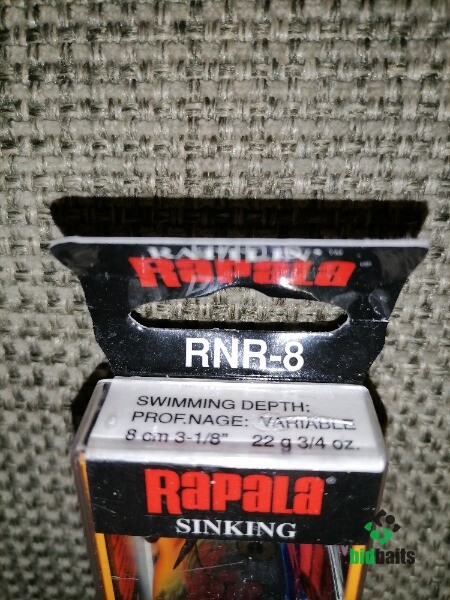 Rapala
RNR-8
SWIMMING DEPTH:
PROF.NAGE: VARIABLE
8 cm 3-1/8" 22 g 3/4 oz.
Rapala®
SINKING
bidbaits